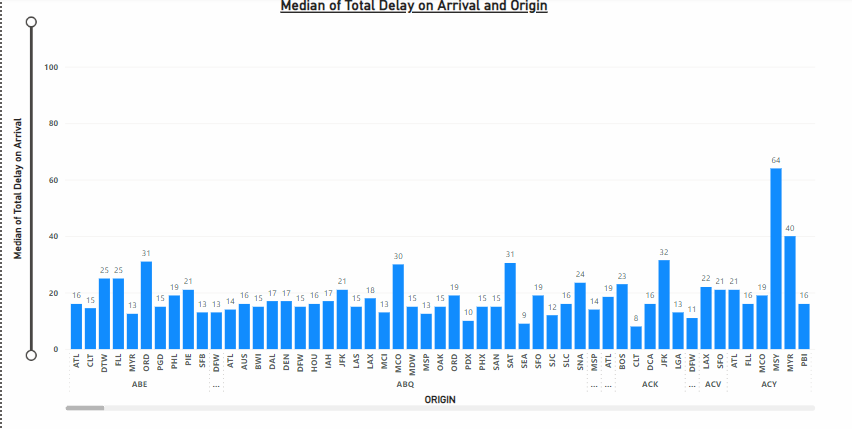 Median of Total Delay on Arrival and Origin
Median of Total Delay on Arrival
100
80
60
40
20
0
16 15 25 25 13 31 15 19 21 13 13 14 16 15 17 17 15 16 17 21 15 18 13 30 15 13 15 19 10 15 15 31 9 19 12 16 24 14 19 23 8 16 32 13 11 22 21 21 16 19 64 40 16
ATL CLT DTW FLL MYR ORD PGD PHL PIE SFB DFW ATL AUS BWI DAL DEN DFW HOU IAH JFK LAS LAX MCI MCO MDW MSP OAK ORD PDX PHX SAN SAT SEA SFO SJC SLC SNA MSP ATL BOS CLT DCA JFK LGA DFW LAX SFO ATL FLL MCO MSY MYR PBI
ABE ... ABQ ... ... ACK ... ACV ACY
ORIGIN